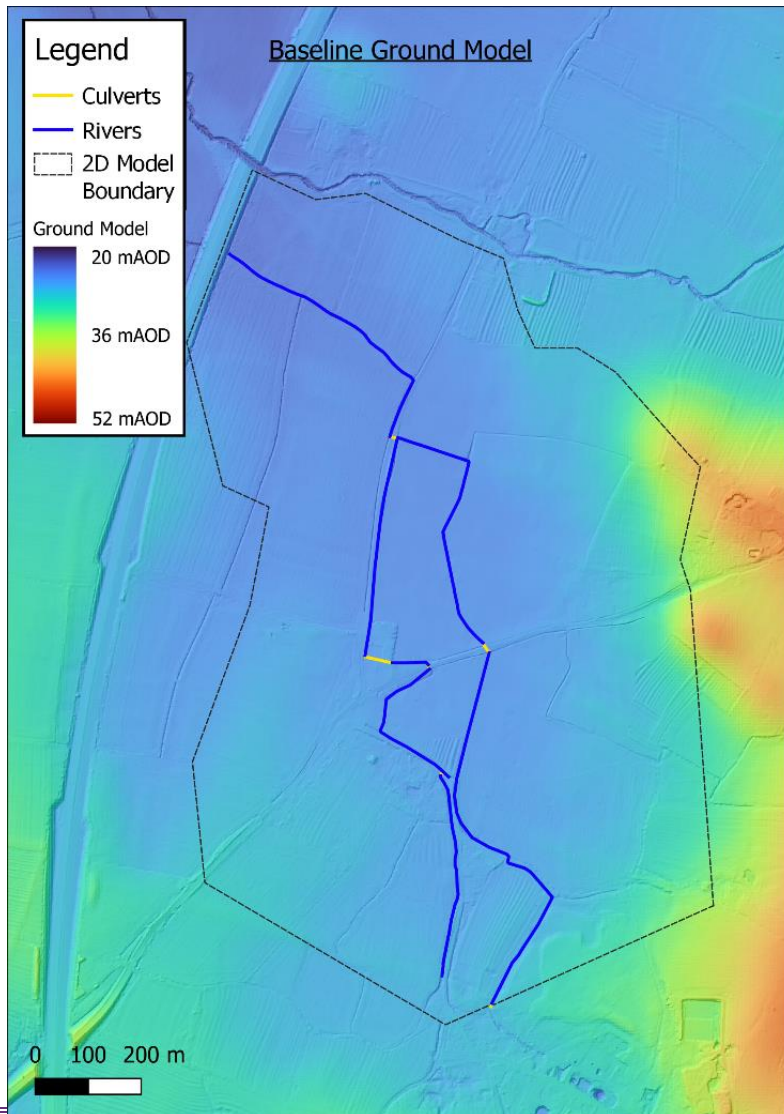 Baseline Ground Model
Legend
Culverts
Rivers
2D Model
Boundary
Ground Model
20 mAOD
36 mAOD
52 mAOD
0 100 200 m